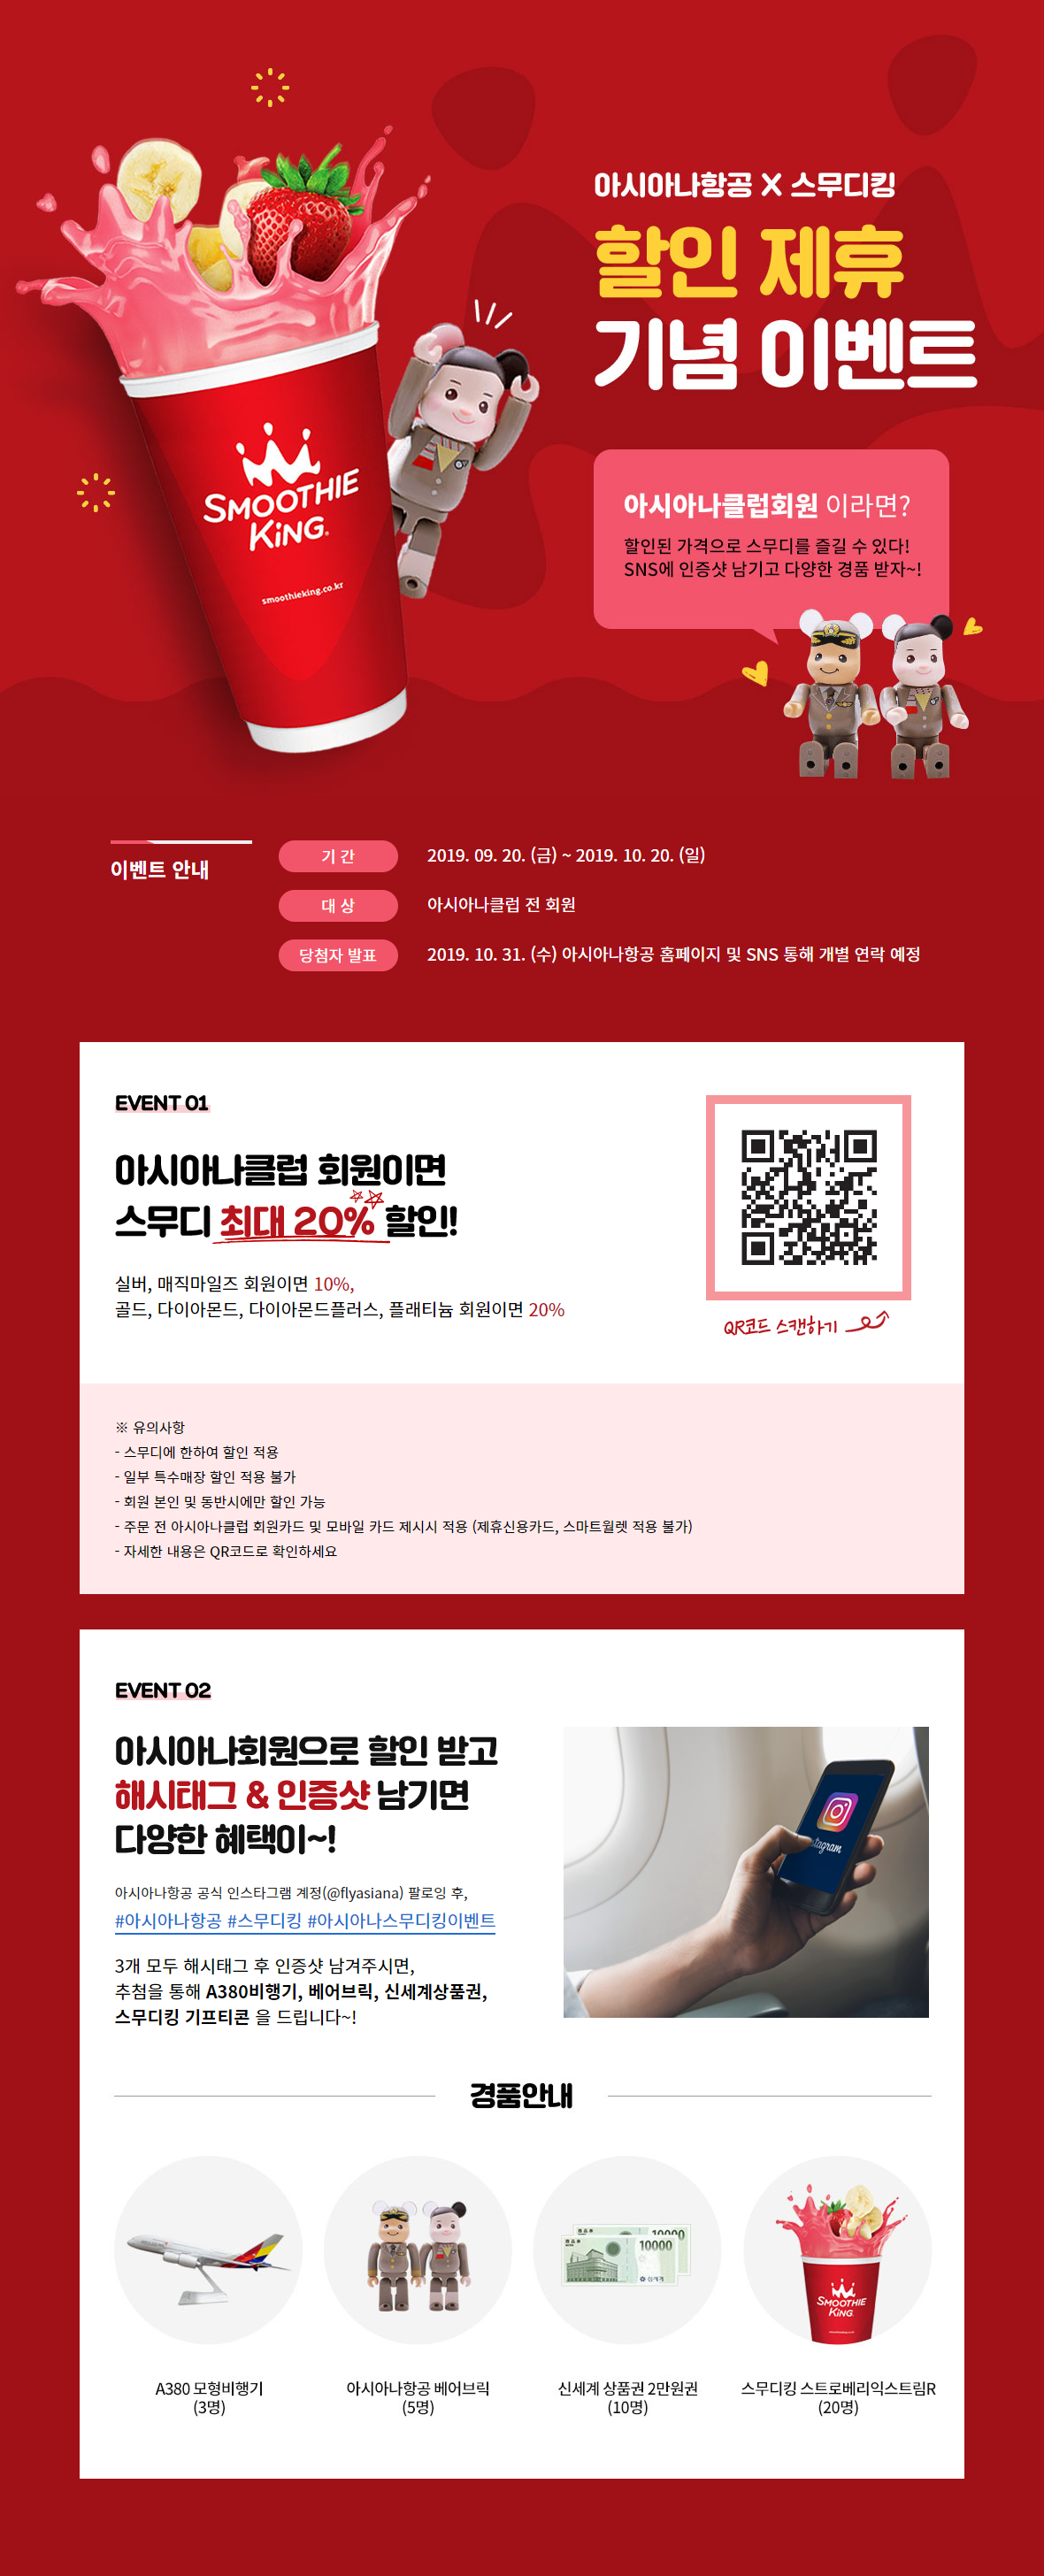 아시아나항공 X 스무디킹
할인 제휴
기념 이벤트
SMOOTHIE
KING®
smoothieking.co.kr
아시아나클럽회원 이라면?
할인된 가격으로 스무디를 즐길 수 있다!
SNS에 인증샷 남기고 다양한 경품 받자~!
이벤트 안내
기 간
2019. 09. 20. (금) ~ 2019. 10. 20. (일)
대 상
아시아나클럽 전 회원
당첨자 발표
2019. 10. 31. (수) 아시아나항공 홈페이지 및 SNS 통해 개별 연락 예정
EVENT 01
아시아나클럽 회원이면
스무디 최대 20% 할인!
실버, 매직마일즈 회원이면 10%,
골드, 다이아몬드, 다이아몬드플러스, 플래티늄 회원이면 20%
QR코드 스캔하기
※ 유의사항
- 스무디에 한하여 할인 적용
- 일부 특수매장 할인 적용 불가
- 회원 본인 및 동반시에만 할인 가능
- 주문 전 아시아나클럽 회원카드 및 모바일 카드 제시시 적용 (제휴신용카드, 스마트월렛 적용 불가)
- 자세한 내용은 QR코드로 확인하세요
EVENT 02
아시아나회원으로 할인 받고
해시태그 & 인증샷 남기면
다양한 혜택이~!
아시아나항공 공식 인스타그램 계정(@flyasiana) 팔로잉 후,
#아시아나항공 #스무디킹 #아시아나스무디킹이벤트
3개 모두 해시태그 후 인증샷 남겨주시면,
추첨을 통해 A380비행기, 베어브릭, 신세계상품권,
스무디킹 기프티콘 을 드립니다~!
tagram
경품안내
商品券
10000
商品券
10000
신세계
SMOOTHIE
KING
A380 모형비행기
(3명)
아시아나항공 베어브릭
(5명)
신세계 상품권 2만원권
(10명)
스무디킹 스트로베리익스트림R
(20명)